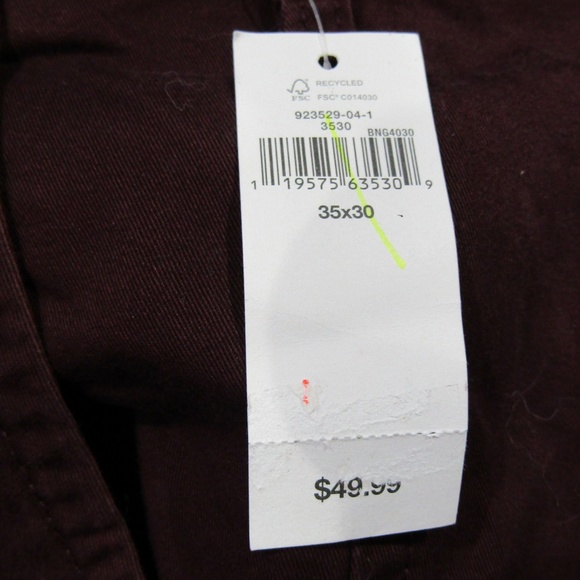 RECYCLED
FSC FSC® C014030
923529-04-1
3530
BNG4030
1 19575 63530 9
35x30
$49.99